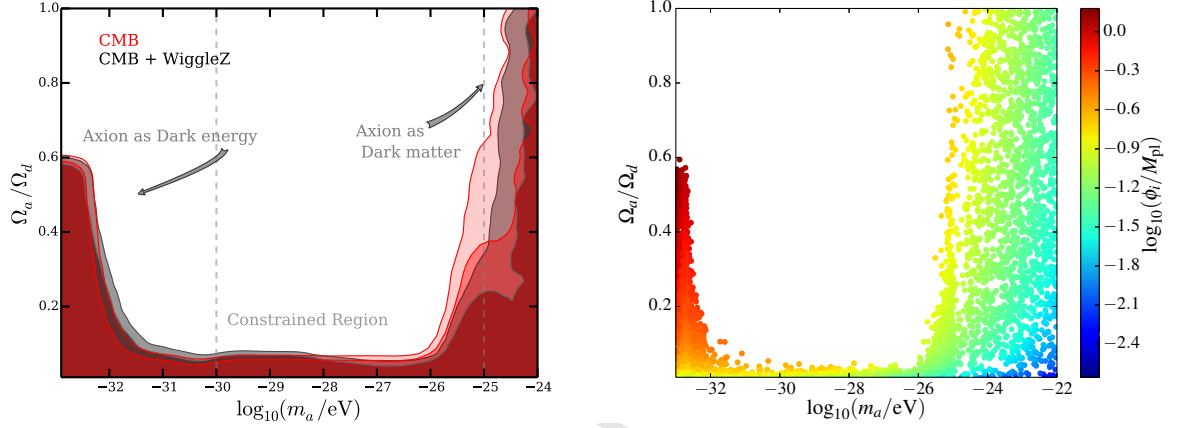 1.0
0.8
0.6
0.4
0.2
Ω_a/Ω_d
CMB
CMB + WiggleZ
Axion as Dark energy
Axion as
Dark matter
Constrained Region
−32 −31 −30 −29 −28 −27 −26 −25 −24
log₁₀(m_a/eV)
1.0
0.8
0.6
0.4
0.2
Ω_a/Ω_d
−32 −30 −28 −26 −24 −22
log₁₀(m_a/eV)
0.0
−0.3
−0.6
−0.9
−1.2
−1.5
−1.8
−2.1
−2.4
log₁₀(ϕ_i/M_pl)